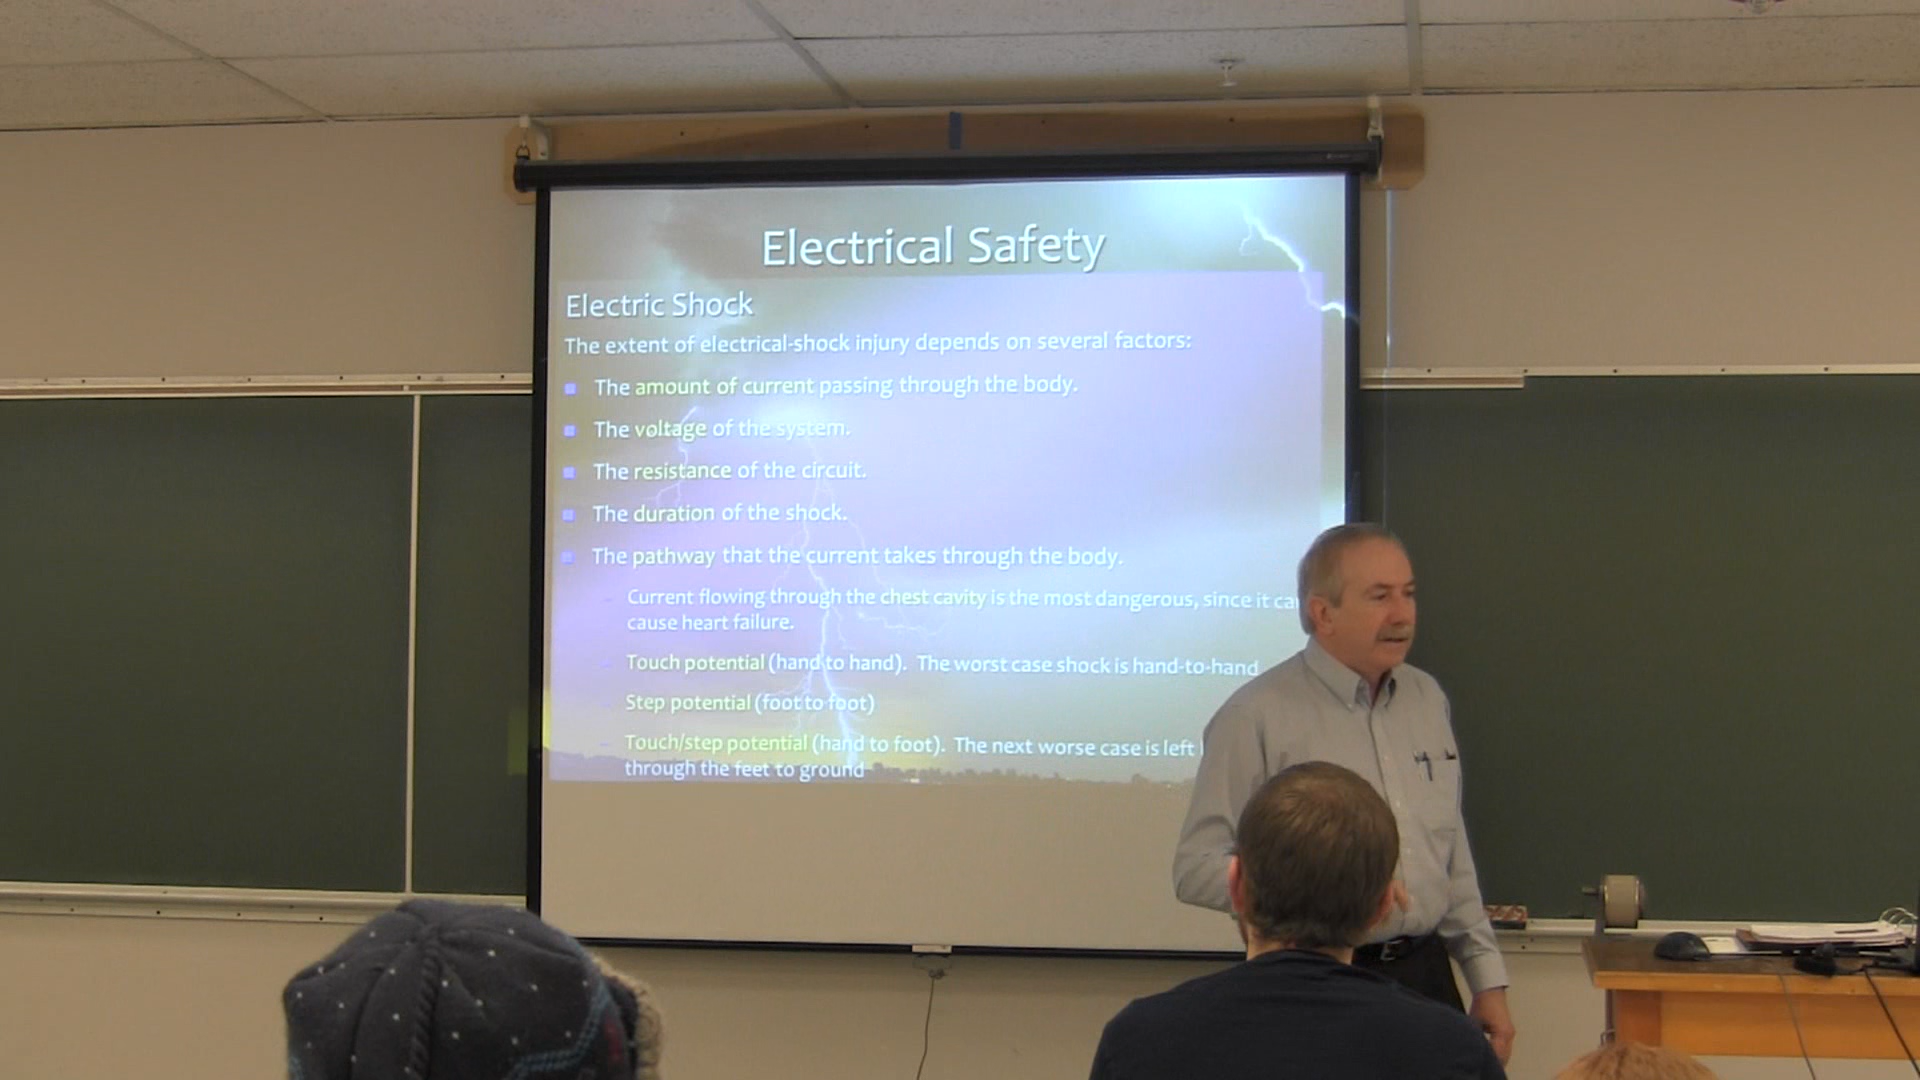 Electrical Safety
Electric Shock
The extent of electrical-shock injury depends on several factors:
The amount of current passing through the body.
The voltage of the system.
The resistance of the circuit.
The duration of the shock.
The pathway that the current takes through the body.
Current flowing through the chest cavity is the most dangerous, since it
cause heart failure.
Touch potential (hand to hand). The worst case shock is hand-to-hand
Step potential (foot to foot)
Touch/step potential (hand to foot). The next worse case is left
through the feet to ground